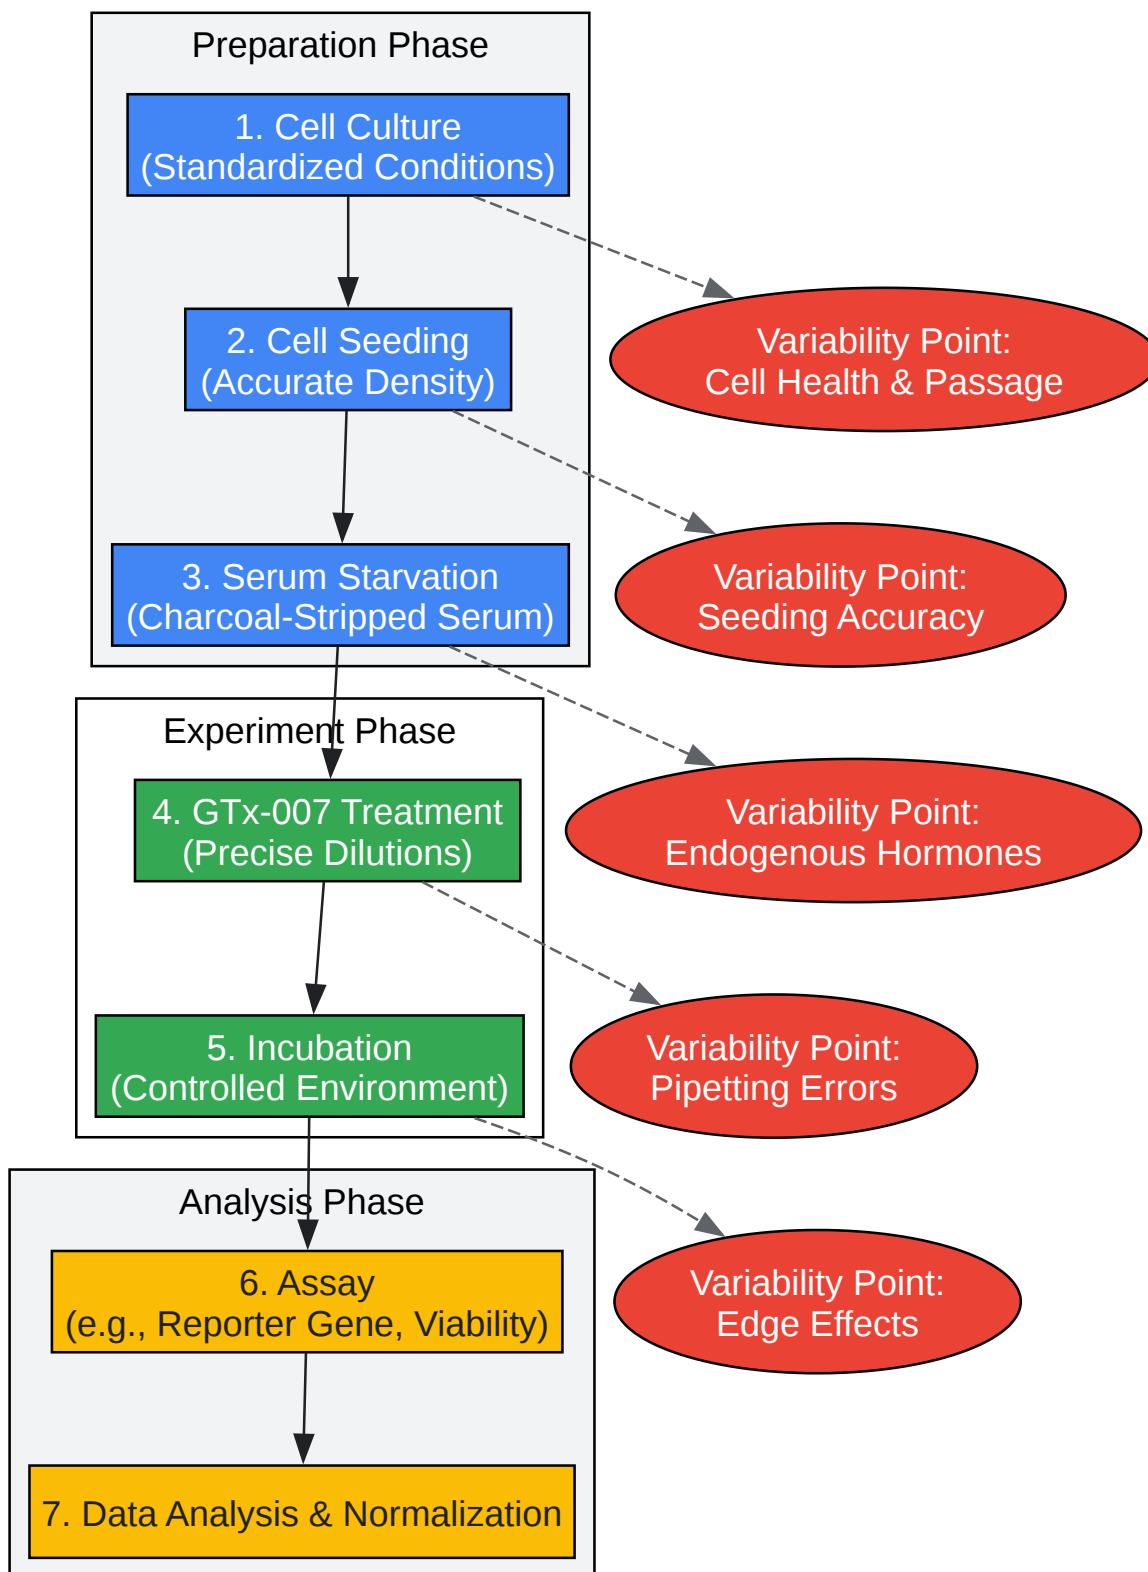 Preparation Phase
1. Cell Culture
(Standardized Conditions)
2. Cell Seeding
(Accurate Density)
Variability Point:
Cell Health & Passage
3. Serum Starvation
(Charcoal-Stripped Serum)
Variability Point:
Seeding Accuracy
Experiment Phase
4. GTx-007 Treatment
(Precise Dilutions)
Variability Point:
Endogenous Hormones
5. Incubation
(Controlled Environment)
Variability Point:
Pipetting Errors
Analysis Phase
6. Assay
(e.g., Reporter Gene, Viability)
Variability Point:
Edge Effects
7. Data Analysis & Normalization